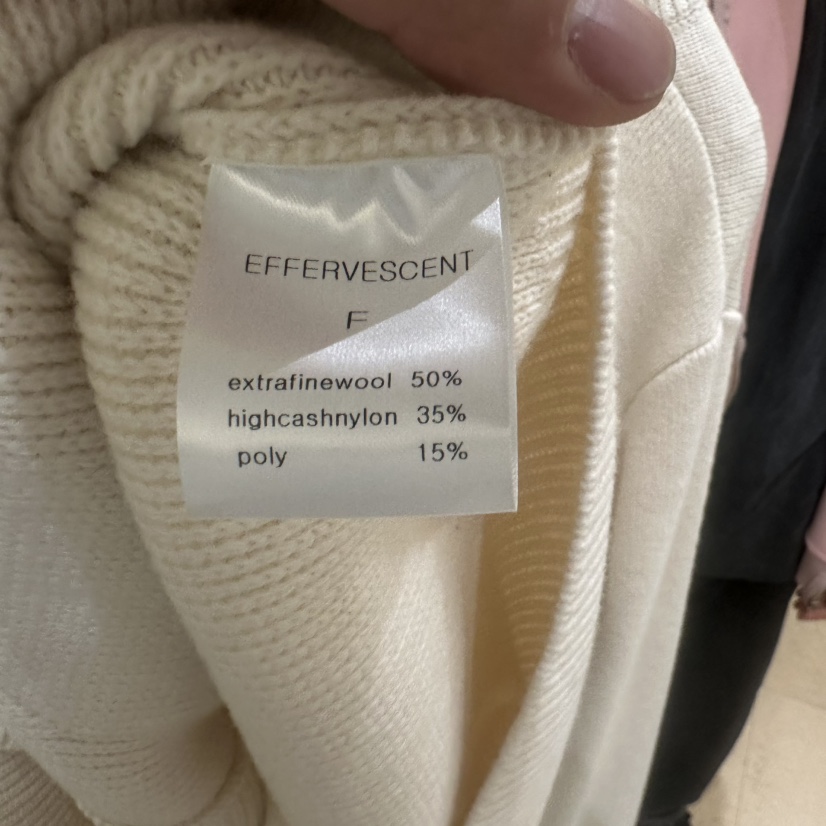 EFFERVESCENT
F
extrafinewool 50%
highcashnylon 35%
poly 15%